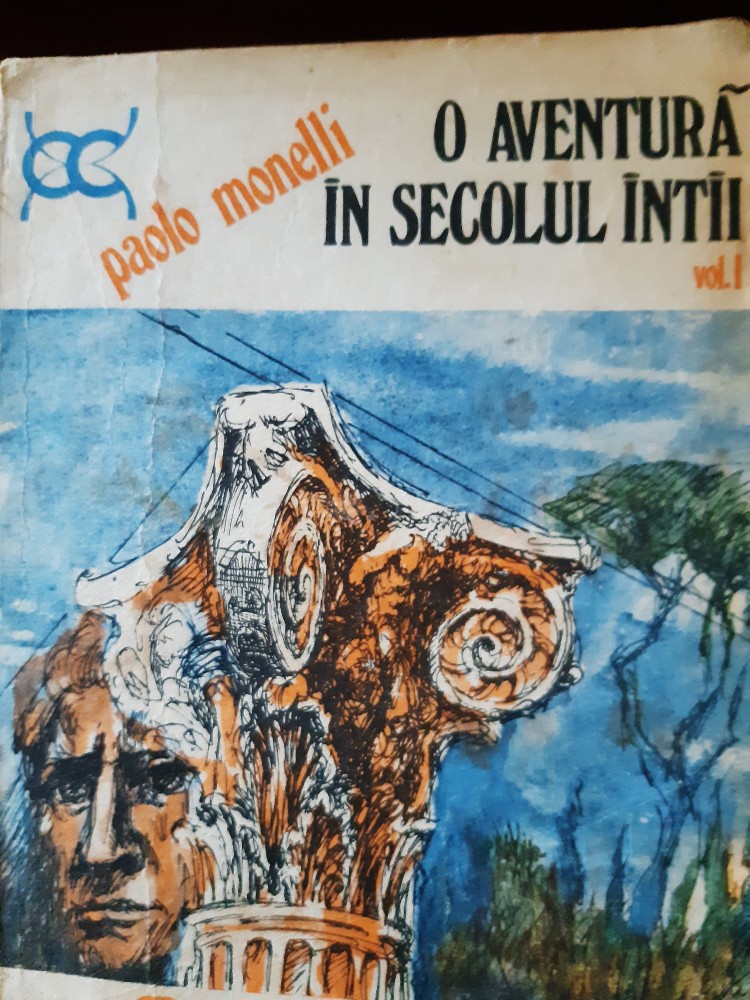 O AVENTURĂ
ÎN SECOLUL ÎNTÎI
vol. I
paolo monelli